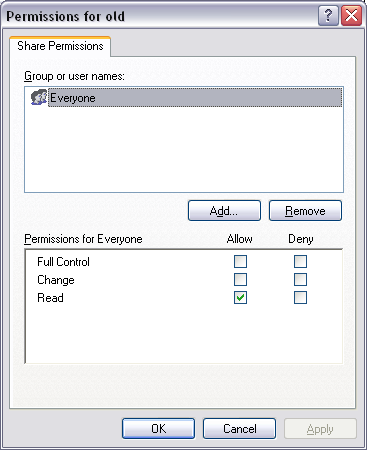 Permissions for old
Share Permissions
Group or user names:
Everyone
Add... Remove
Permissions for Everyone Allow Deny
Full Control
Change
Read
OK Cancel Apply